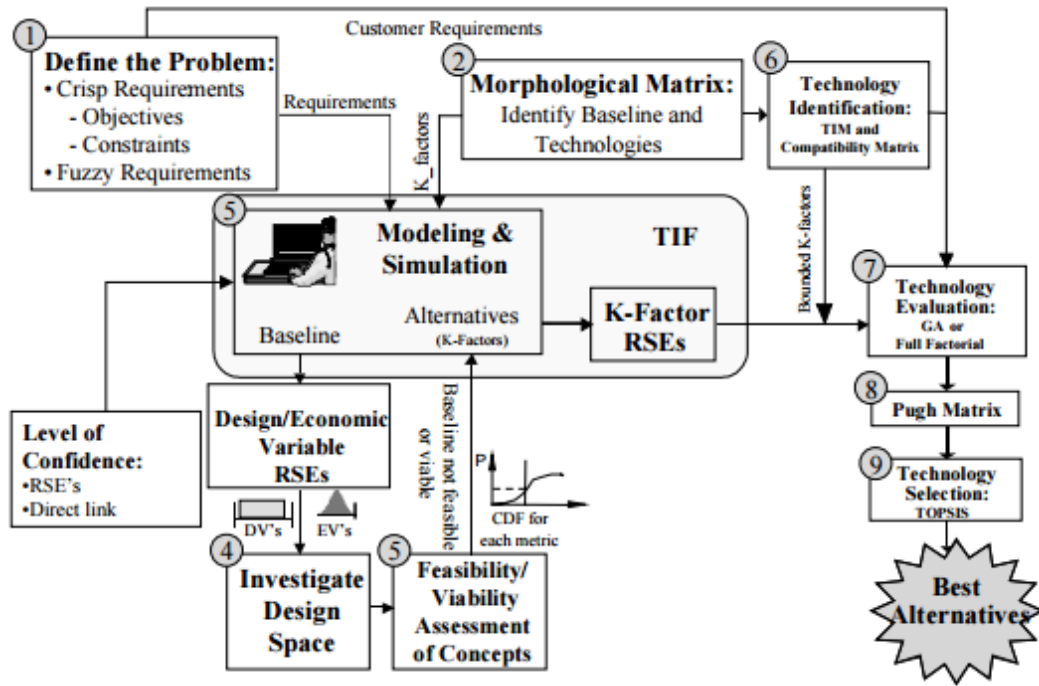 1
Define the Problem:
• Crisp Requirements
- Objectives
- Constraints
• Fuzzy Requirements
Customer Requirements
Requirements
2
Morphological Matrix:
Identify Baseline and
Technologies
K_factors
6
Technology
Identification:
TIM and
Compatibility Matrix
Bounded K-factors
5
Modeling &
Simulation
Baseline
Alternatives
(K-Factors)
TIF
K-Factor
RSEs
7
Technology
Evaluation:
GA or
Full Factorial
8
Pugh Matrix
9
Technology
Selection:
TOPSIS
Best
Alternatives
Level of
Confidence:
•RSE's
•Direct link
Design/Economic
Variable
RSEs
DV's
EV's
Baseline not feasible
or viable
P
CDF for
each metric
4
Investigate
Design
Space
5
Feasibility/
Viability
Assessment
of Concepts